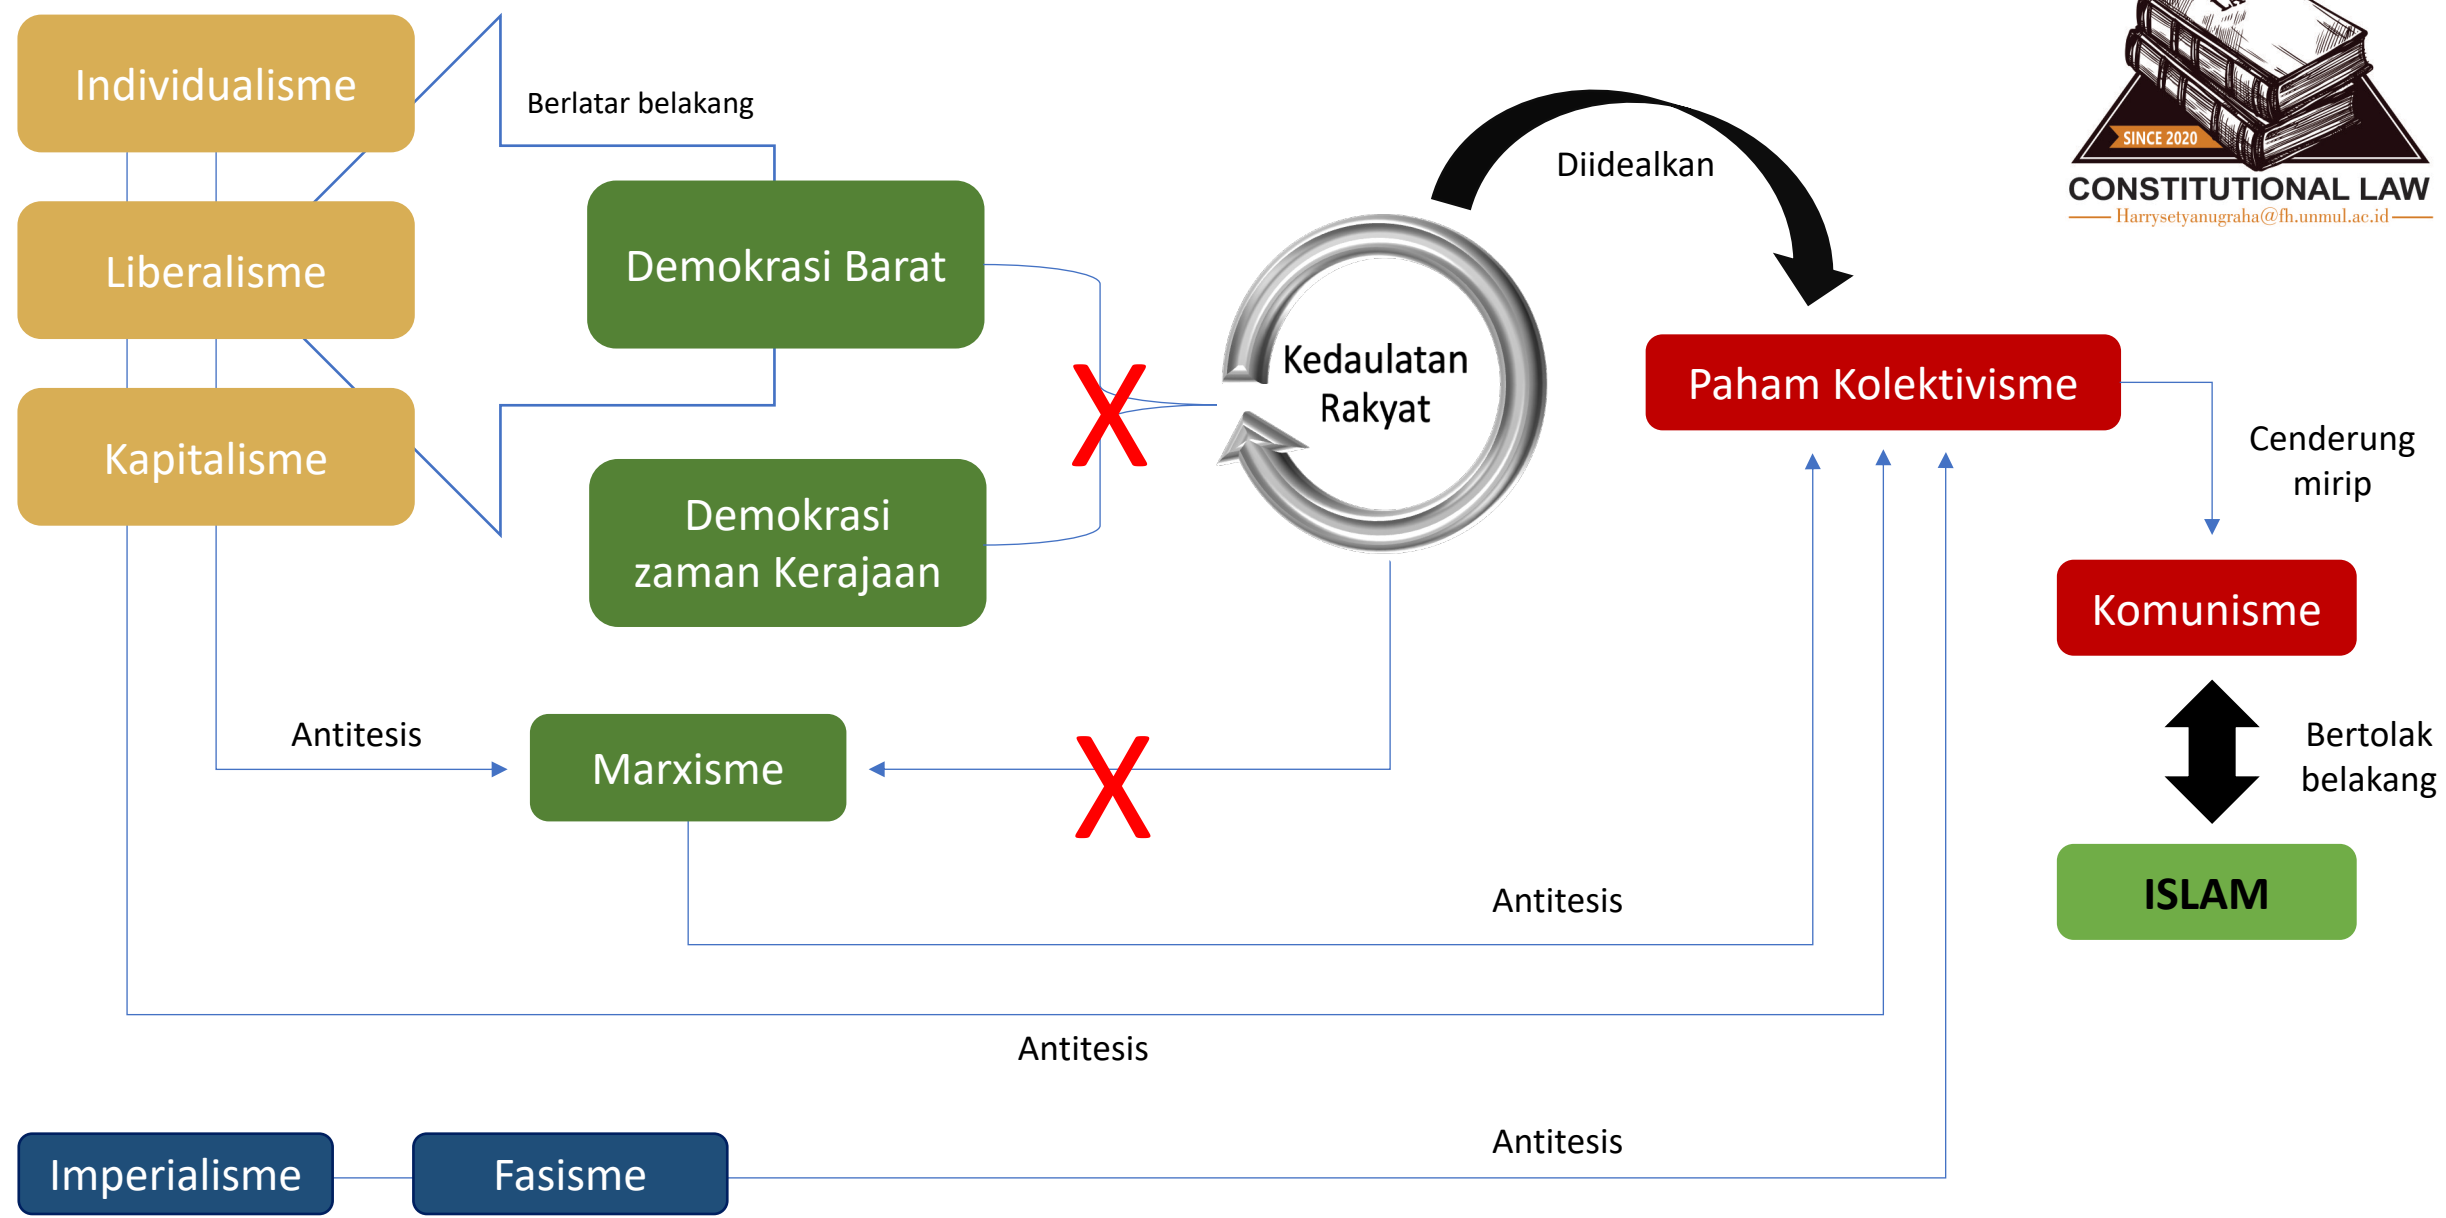 Individualisme
Berlatar belakang
Liberalisme
Demokrasi Barat
Kapitalisme
Demokrasi
zaman Kerajaan
Kedaulatan
Rakyat
Diidealkan
SINCE 2020
CONSTITUTIONAL LAW
Harrysetyanugraha@fh.unmul.ac.id
Paham Kolektivisme
Cenderung
mirip
Komunisme
Bertolak
belakang
ISLAM
X
X
Antitesis
Marxisme
Antitesis
Antitesis
Antitesis
Imperialisme
Fasisme